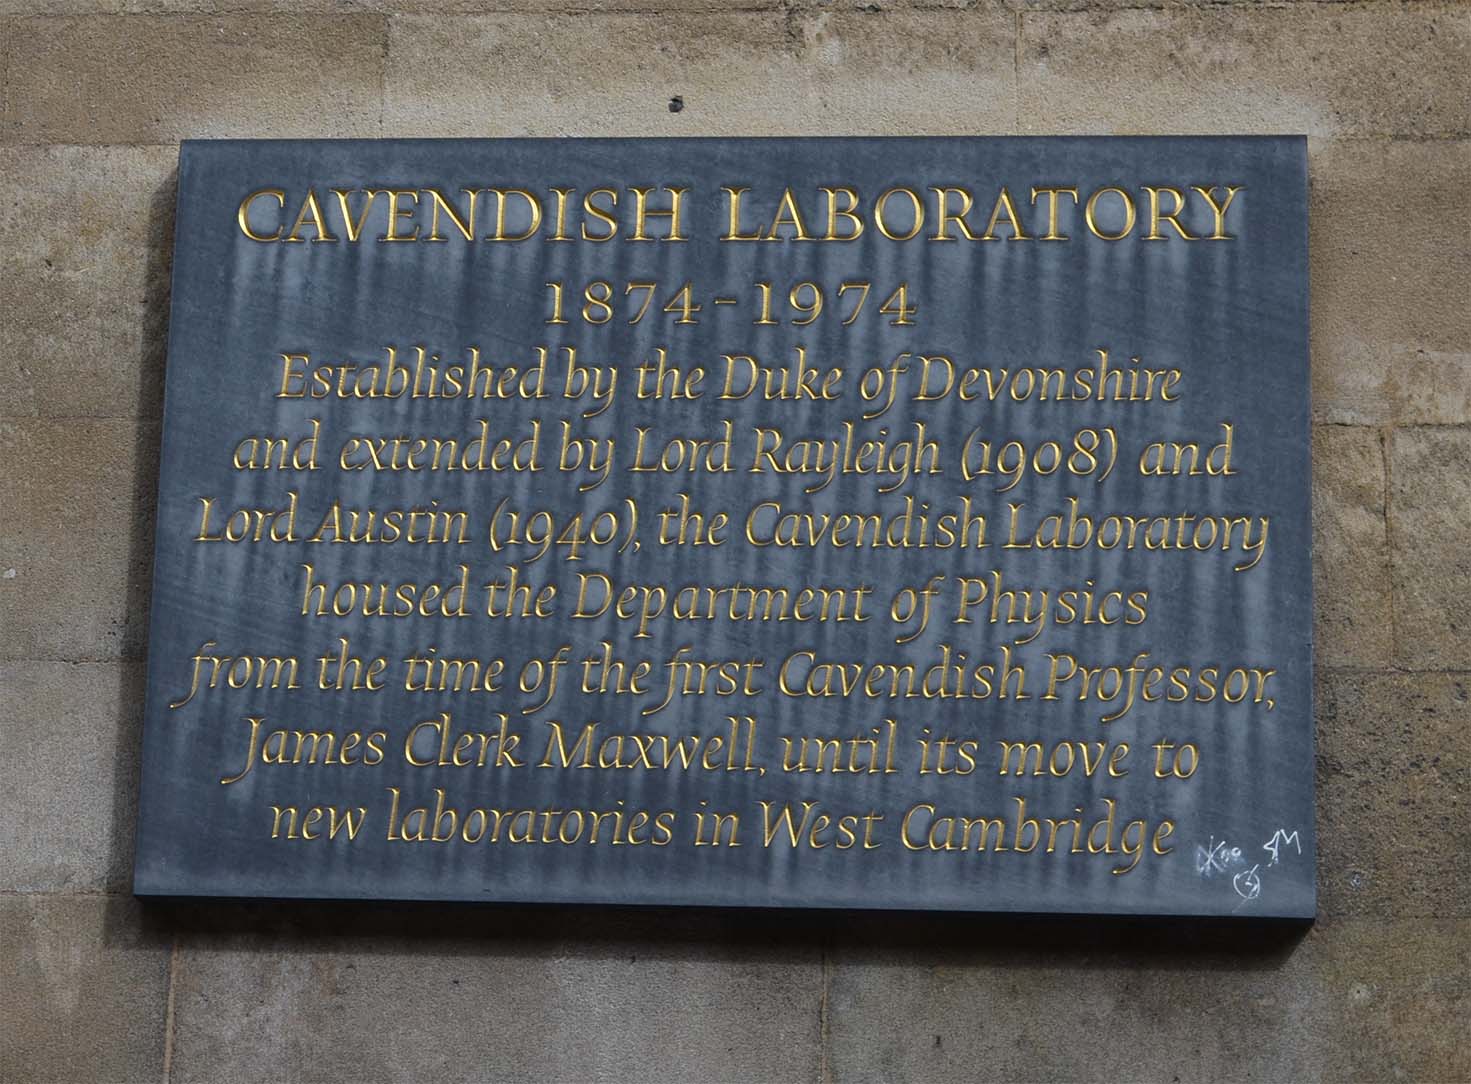 CAVENDISH LABORATORY
1874-1974
Established by the Duke of Devonshire
and extended by Lord Rayleigh (1908) and
Lord Austin (1940), the Cavendish Laboratory
housed the Department of Physics
from the time of the first Cavendish Professor,
James Clerk Maxwell, until its move to
new laboratories in West Cambridge